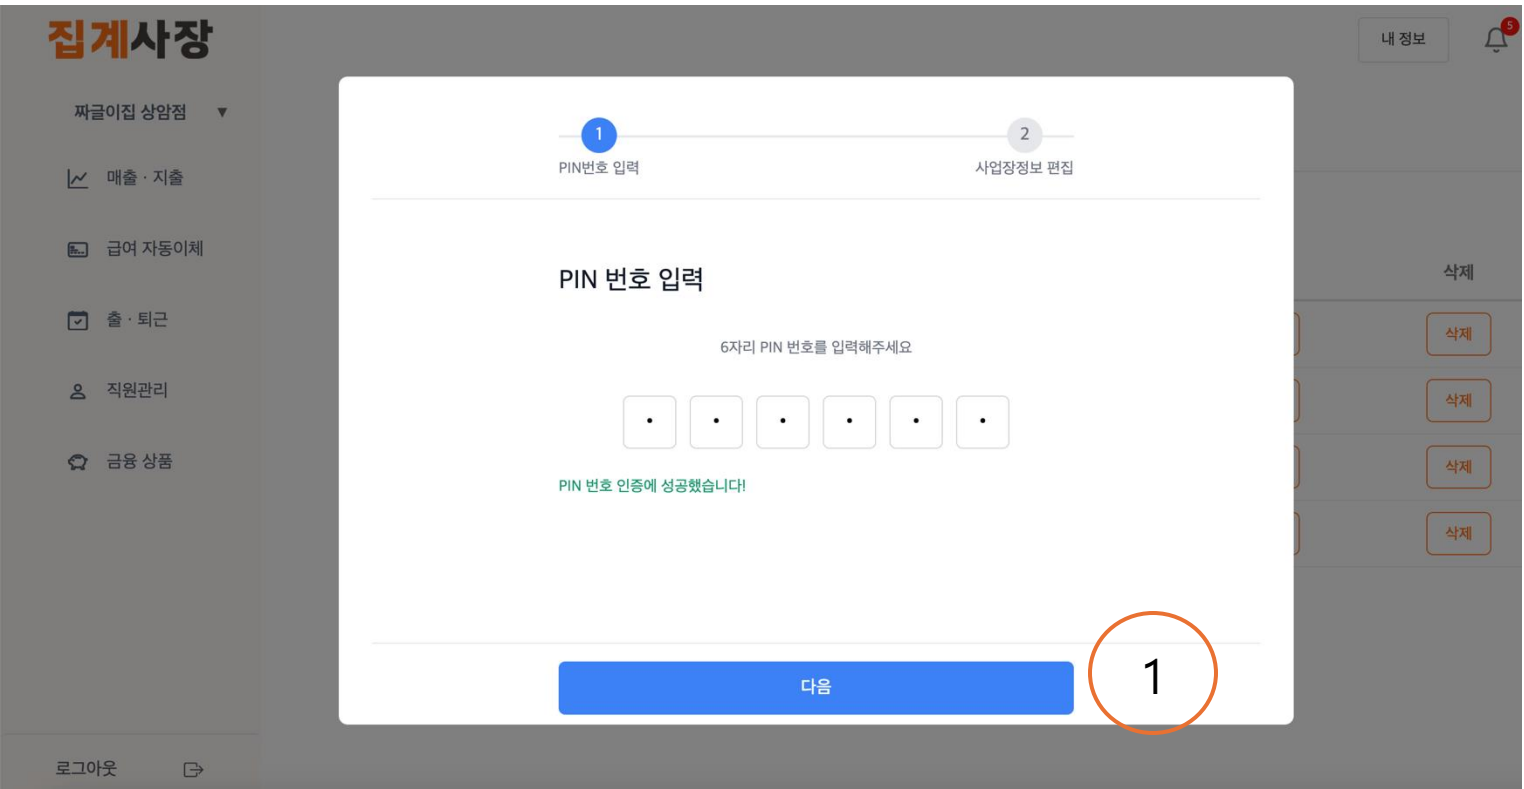 집계사장
내 정보
5
짜글이집 상암점 ▼
매출 · 지출
급여 자동이체
출 · 퇴근
직원관리
금융 상품
로그아웃
1
2
PIN번호 입력
사업장정보 편집
PIN 번호 입력
6자리 PIN 번호를 입력해주세요
PIN 번호 인증에 성공했습니다!
다음
1
삭제
삭제
삭제
삭제
삭제